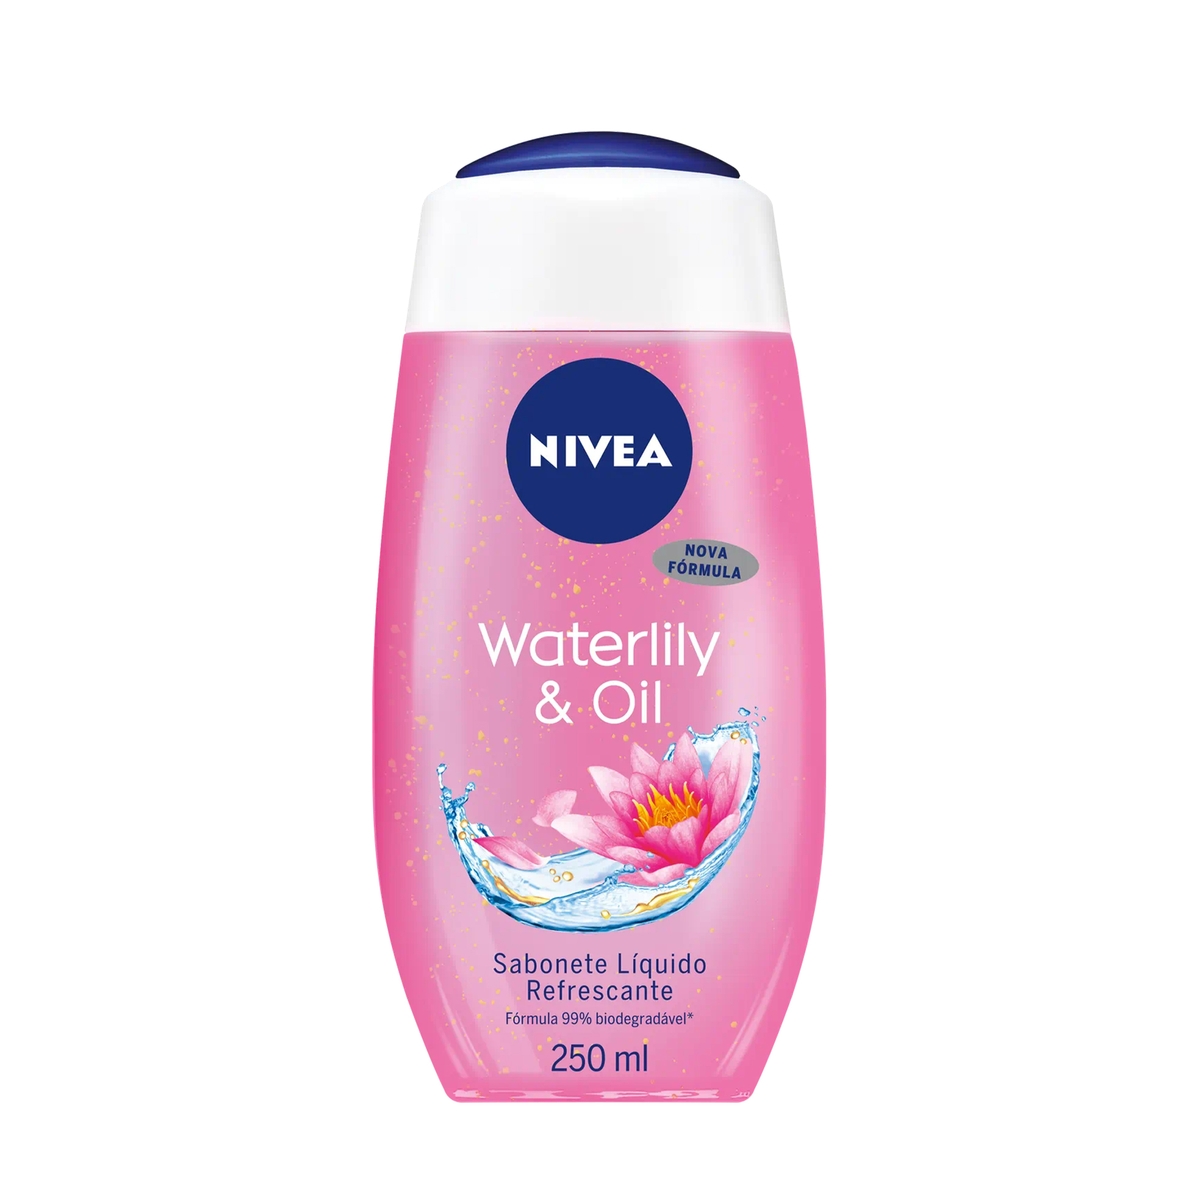 NIVEA
NOVA
FÓRMULA
Waterlily
& Oil
Sabonete Líquido
Refrescante
Fórmula 99% biodegradável*
250 ml